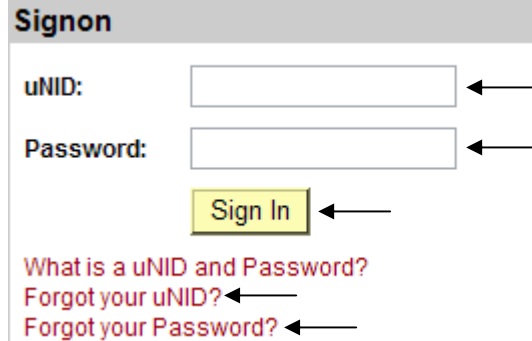 Signon
uNID:
Password:
Sign In
What is a uNID and Password?
Forgot your uNID?
Forgot your Password?